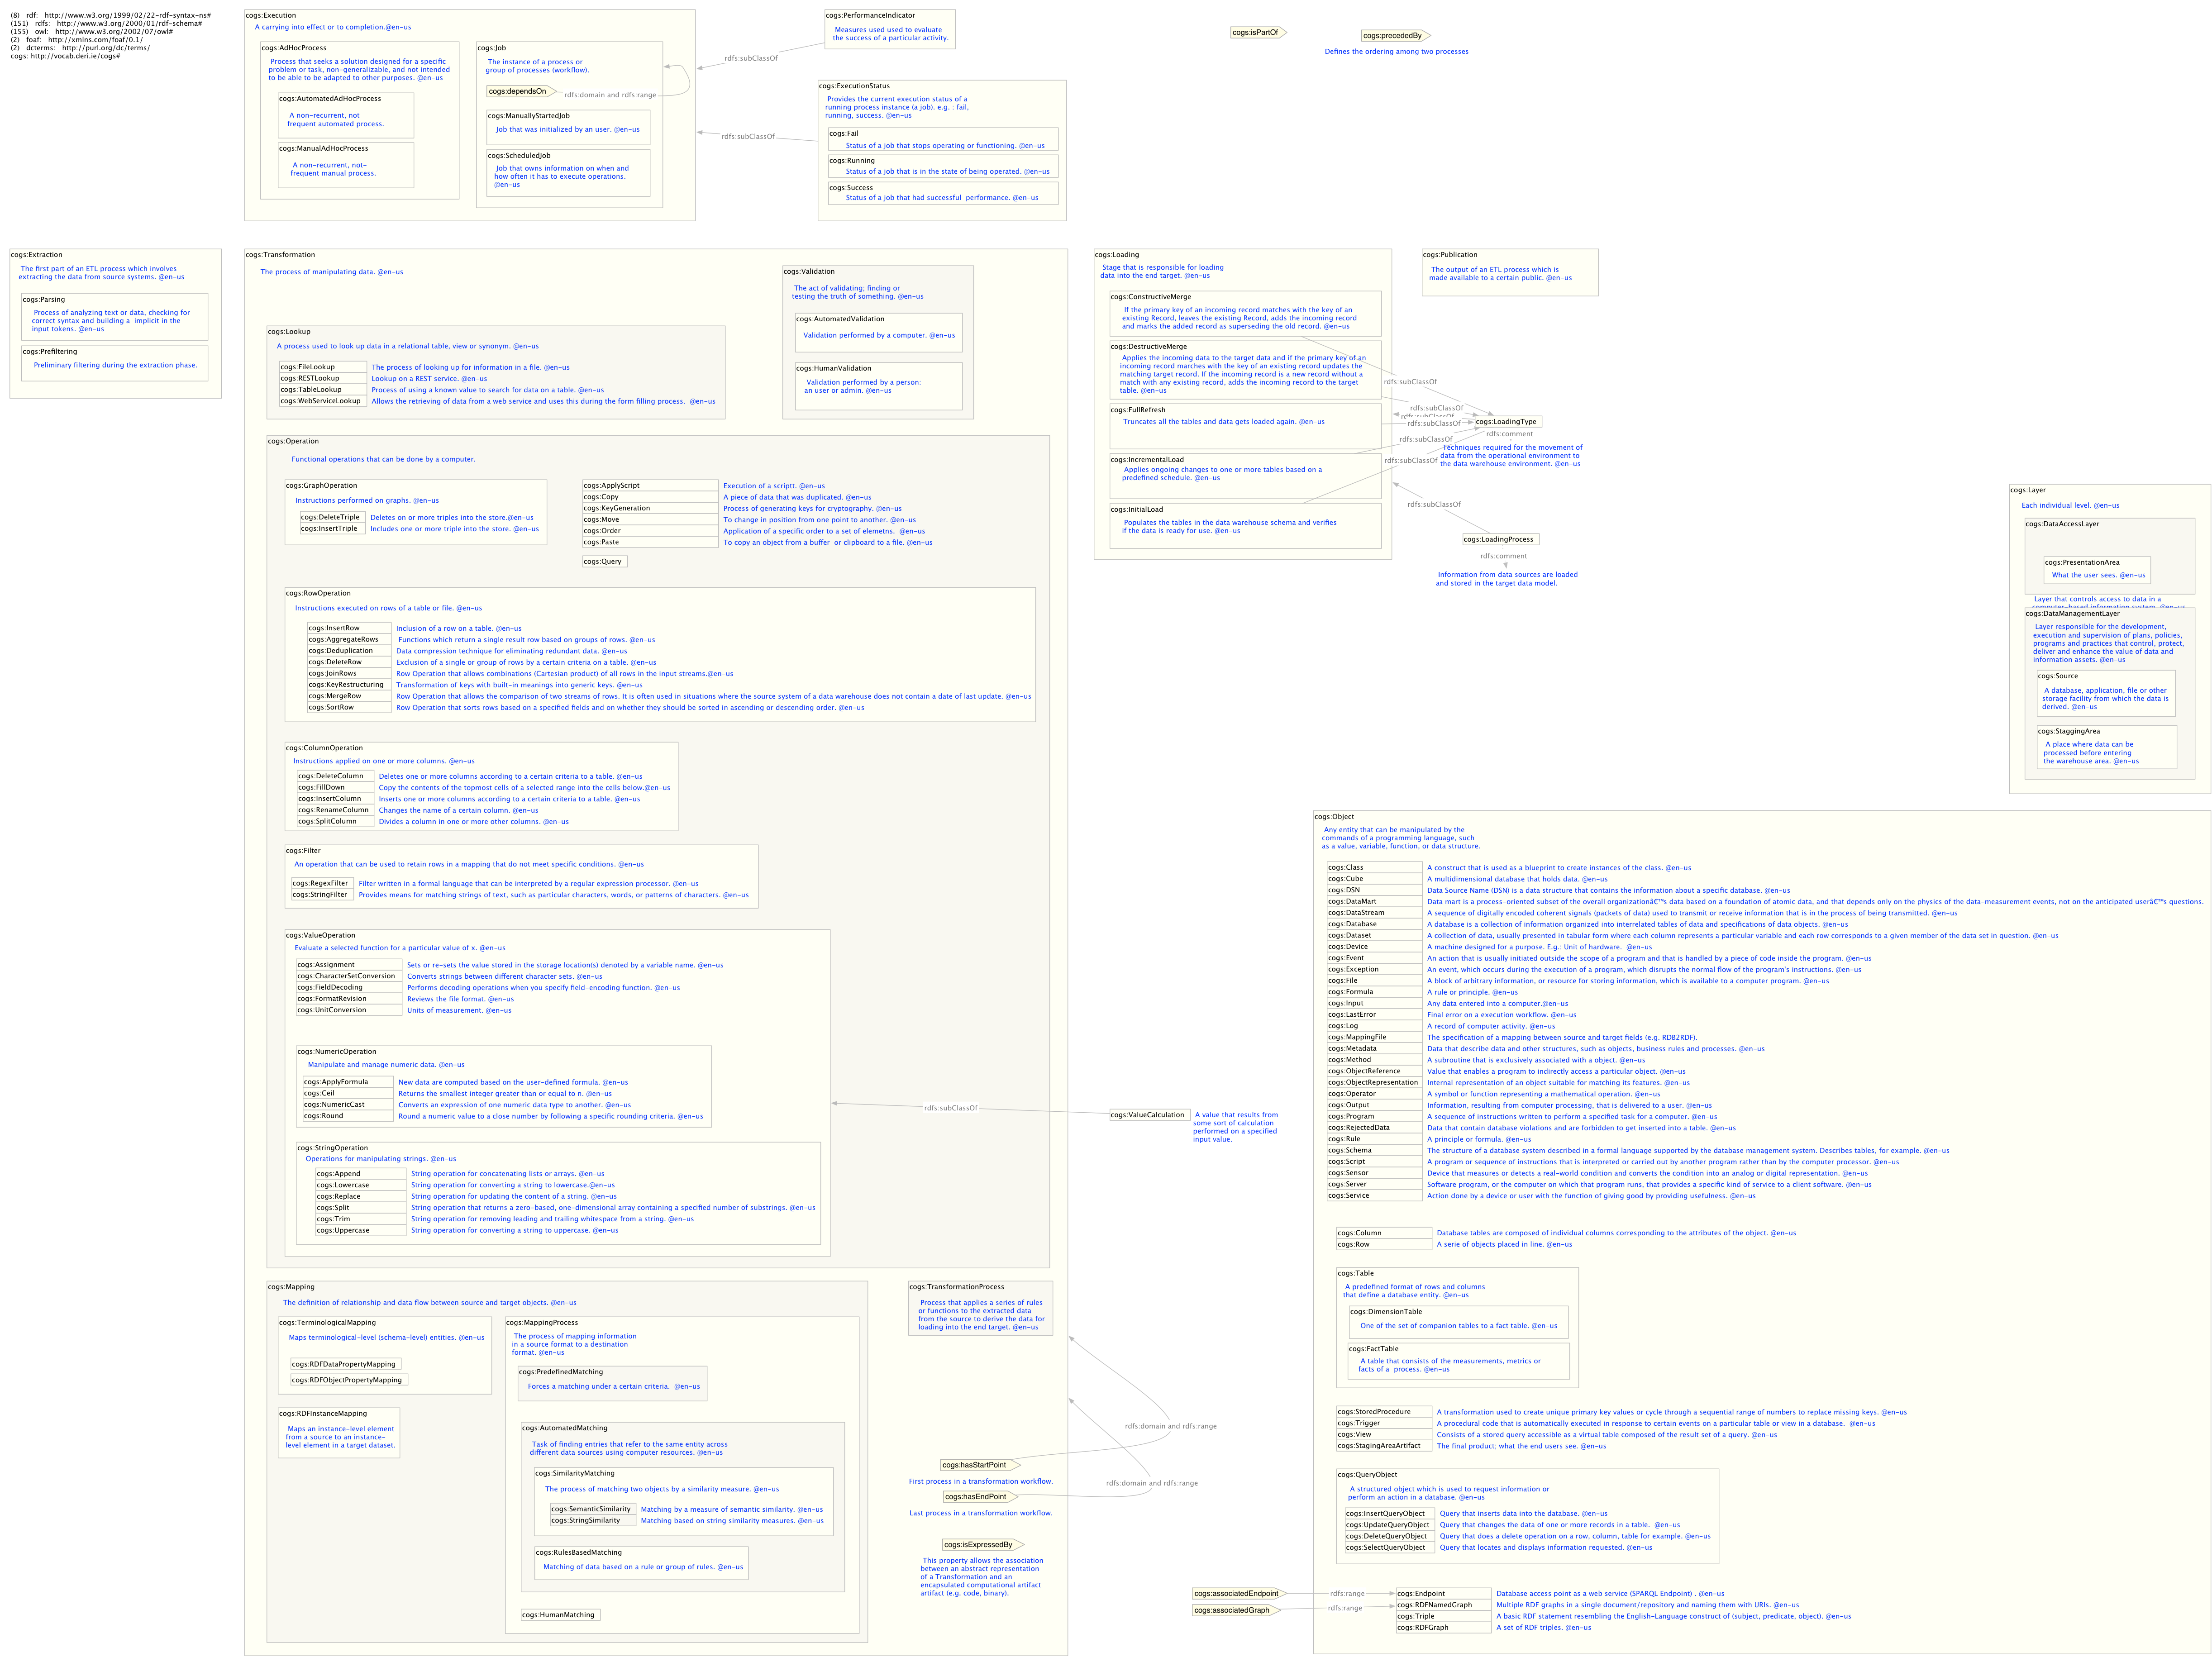 (8) rdf: http://www.w3.org/1999/02/22-rdf-syntax-ns#
(151) rdfs: http://www.w3.org/2000/01/rdf-schema#
(155) owl: http://www.w3.org/2002/07/owl#
(2) foaf: http://xmlns.com/foaf/0.1/
(2) dcterms: http://purl.org/dc/terms/
cogs: http://vocab.deri.ie/cogs#
cogs:Execution
A carrying into effect or to completion.@en-us
cogs:AdHocProcess
Process that seeks a solution designed for a specific
problem or task, non-generalizable, and not intended
to be able to be adapted to other purposes. @en-us
cogs:AutomatedAdHocProcess
A non-recurrent, not
frequent automated process.
cogs:ManualAdHocProcess
A non-recurrent, not-
frequent manual process.
cogs:Job
The instance of a process or
group of processes (workflow).
cogs:dependsOn
rdfs:domain and rdfs:range
cogs:ManuallyStartedJob
Job that was initialized by an user. @en-us
cogs:ScheduledJob
Job that owns information on when and
how often it has to execute operations.
@en-us
rdfs:subClassOf
rdfs:subClassOf
cogs:PerformanceIndicator
Measures used used to evaluate
the success of a particular activity.
cogs:ExecutionStatus
Provides the current execution status of a
running process instance (a job). e.g. : fail,
running, success. @en-us
cogs:Fail
Status of a job that stops operating or functioning. @en-us
cogs:Running
Status of a job that is in the state of being operated. @en-us
cogs:Success
Status of a job that had successful  performance. @en-us
cogs:isPartOf
cogs:precededBy
Defines the ordering among two processes
cogs:Extraction
The first part of an ETL process which involves
extracting the data from source systems. @en-us
cogs:Parsing
Process of analyzing text or data, checking for
correct syntax and building a  implicit in the
input tokens. @en-us
cogs:Prefiltering
Preliminary filtering during the extraction phase.
cogs:Transformation
The process of manipulating data. @en-us
cogs:Validation
The act of validating; finding or
testing the truth of something. @en-us
cogs:AutomatedValidation
Validation performed by a computer. @en-us
cogs:HumanValidation
Validation performed by a person:
an user or admin. @en-us
cogs:Lookup
A process used to look up data in a relational table, view or synonym. @en-us
cogs:FileLookup The process of looking up for information in a file. @en-us
cogs:RESTLookup Lookup on a REST service. @en-us
cogs:TableLookup Process of using a known value to search for data on a table. @en-us
cogs:WebServiceLookup Allows the retrieving of data from a web service and uses this during the form filling process.  @en-us
cogs:Operation
Functional operations that can be done by a computer.
cogs:GraphOperation
Instructions performed on graphs. @en-us
cogs:DeleteTriple Deletes on or more triples into the store.@en-us
cogs:InsertTriple Includes one or more triple into the store. @en-us
cogs:ApplyScript Execution of a scriptt. @en-us
cogs:Copy A piece of data that was duplicated. @en-us
cogs:KeyGeneration Process of generating keys for cryptography. @en-us
cogs:Move To change in position from one point to another. @en-us
cogs:Order Application of a specific order to a set of elemetns.  @en-us
cogs:Paste To copy an object from a buffer  or clipboard to a file. @en-us
cogs:Query
cogs:RowOperation
Instructions executed on rows of a table or file. @en-us
cogs:InsertRow Inclusion of a row on a table. @en-us
cogs:AggregateRows Functions which return a single result row based on groups of rows. @en-us
cogs:Deduplication Data compression technique for eliminating redundant data. @en-us
cogs:DeleteRow Exclusion of a single or group of rows by a certain criteria on a table. @en-us
cogs:JoinRows Row Operation that allows combinations (Cartesian product) of all rows in the input streams.@en-us
cogs:KeyRestructuring Transformation of keys with built-in meanings into generic keys. @en-us
cogs:MergeRow Row Operation that allows the comparison of two streams of rows. It is often used in situations where the source system of a data warehouse does not contain a date of last update. @en-us
cogs:SortRow Row Operation that sorts rows based on a specified fields and on whether they should be sorted in ascending or descending order. @en-us
cogs:ColumnOperation
Instructions applied on one or more columns. @en-us
cogs:DeleteColumn Deletes one or more columns according to a certain criteria to a table. @en-us
cogs:FillDown Copy the contents of the topmost cells of a selected range into the cells below.@en-us
cogs:InsertColumn Inserts one or more columns according to a certain criteria to a table. @en-us
cogs:RenameColumn Changes the name of a certain column. @en-us
cogs:SplitColumn Divides a column in one or more other columns. @en-us
cogs:Filter
An operation that can be used to retain rows in a mapping that do not meet specific conditions. @en-us
cogs:RegexFilter Filter written in a formal language that can be interpreted by a regular expression processor. @en-us
cogs:StringFilter Provides means for matching strings of text, such as particular characters, words, or patterns of characters. @en-us
cogs:ValueOperation
Evaluate a selected function for a particular value of x. @en-us
cogs:Assignment Sets or re-sets the value stored in the storage location(s) denoted by a variable name. @en-us
cogs:CharacterSetConversion Converts strings between different character sets. @en-us
cogs:FieldDecoding Performs decoding operations when you specify field-encoding function. @en-us
cogs:FormatRevision Reviews the file format. @en-us
cogs:UnitConversion Units of measurement. @en-us
cogs:NumericOperation
Manipulate and manage numeric data. @en-us
cogs:ApplyFormula New data are computed based on the user-defined formula. @en-us
cogs:Ceil Returns the smallest integer greater than or equal to n. @en-us
cogs:NumericCast Converts an expression of one numeric data type to another. @en-us
cogs:Round Round a numeric value to a close number by following a specific rounding criteria. @en-us
cogs:StringOperation
Operations for manipulating strings. @en-us
cogs:Append String operation for concatenating lists or arrays. @en-us
cogs:Lowercase String operation for converting a string to lowercase.@en-us
cogs:Replace String operation for updating the content of a string. @en-us
cogs:Split String operation that returns a zero-based, one-dimensional array containing a specified number of substrings. @en-us
cogs:Trim String operation for removing leading and trailing whitespace from a string. @en-us
cogs:Uppercase String operation for converting a string to uppercase. @en-us
rdfs:subClassOf
cogs:ValueCalculation
A value that results from
some sort of calculation
performed on a specified
input value.
cogs:Mapping
The definition of relationship and data flow between source and target objects. @en-us
cogs:TerminologicalMapping
Maps terminological-level (schema-level) entities. @en-us
cogs:RDFDataPropertyMapping
cogs:RDFObjectPropertyMapping
cogs:RDFInstanceMapping
Maps an instance-level element
from a source to an instance-
level element in a target dataset.
cogs:MappingProcess
The process of mapping information
in a source format to a destination
format. @en-us
cogs:PredefinedMatching
Forces a matching under a certain criteria.  @en-us
cogs:AutomatedMatching
Task of finding entries that refer to the same entity across
different data sources using computer resources. @en-us
cogs:SimilarityMatching
The process of matching two objects by a similarity measure. @en-us
cogs:SemanticSimilarity Matching by a measure of semantic similarity. @en-us
cogs:StringSimilarity Matching based on string similarity measures. @en-us
cogs:RulesBasedMatching
Matching of data based on a rule or group of rules. @en-us
cogs:HumanMatching
cogs:TransformationProcess
Process that applies a series of rules
or functions to the extracted data
from the source to derive the data for
loading into the end target. @en-us
rdfs:domain and rdfs:range
cogs:hasStartPoint
First process in a transformation workflow.
rdfs:domain and rdfs:range
cogs:hasEndPoint
Last process in a transformation workflow.
cogs:isExpressedBy
This property allows the association
between an abstract representation
of a Transformation and an
encapsulated computational artifact
artifact (e.g. code, binary).
cogs:Loading
Stage that is responsible for loading
data into the end target. @en-us
cogs:ConstructiveMerge
If the primary key of an incoming record matches with the key of an
existing Record, leaves the existing Record, adds the incoming record
and marks the added record as superseding the old record. @en-us
cogs:DestructiveMerge
Applies the incoming data to the target data and if the primary key of an
incoming record marches with the key of an existing record updates the
matching target record. If the incoming record is a new record without a
match with any existing record, adds the incoming record to the target
table. @en-us
cogs:FullRefresh
Truncates all the tables and data gets loaded again. @en-us
cogs:IncrementalLoad
Applies ongoing changes to one or more tables based on a
predefined schedule. @en-us
cogs:InitialLoad
Populates the tables in the data warehouse schema and verifies
if the data is ready for use. @en-us
rdfs:subClassOf
rdfs:subClassOf
rdfs:subClassOf
rdfs:subClassOf
rdfs:subClassOf
rdfs:subClassOf
cogs:LoadingType
rdfs:comment
Techniques required for the movement of
data from the operational environment to
the data warehouse environment. @en-us
rdfs:subClassOf
cogs:LoadingProcess
rdfs:comment
Information from data sources are loaded
and stored in the target data model.
cogs:Publication
The output of an ETL process which is
made available to a certain public. @en-us
cogs:Layer
Each individual level. @en-us
cogs:DataAccessLayer
cogs:PresentationArea
What the user sees. @en-us
Layer that controls access to data in a
computer-based information system. @en-us
cogs:DataManagementLayer
Layer responsible for the development,
execution and supervision of plans, policies,
programs and practices that control, protect,
deliver and enhance the value of data and
information assets. @en-us
cogs:Source
A database, application, file or other
storage facility from which the data is
derived. @en-us
cogs:StaggingArea
A place where data can be
processed before entering
the warehouse area. @en-us
cogs:Object
Any entity that can be manipulated by the
commands of a programming language, such
as a value, variable, function, or data structure.
cogs:Class A construct that is used as a blueprint to create instances of the class. @en-us
cogs:Cube A multidimensional database that holds data. @en-us
cogs:DSN Data Source Name (DSN) is a data structure that contains the information about a specific database. @en-us
cogs:DataMart Data mart is a process-oriented subset of the overall organizationâ€™s data based on a foundation of atomic data, and that depends only on the physics of the data-measurement events, not on the anticipated userâ€™s questions.
cogs:DataStream A sequence of digitally encoded coherent signals (packets of data) used to transmit or receive information that is in the process of being transmitted. @en-us
cogs:Database A database is a collection of information organized into interrelated tables of data and specifications of data objects. @en-us
cogs:Dataset A collection of data, usually presented in tabular form where each column represents a particular variable and each row corresponds to a given member of the data set in question. @en-us
cogs:Device A machine designed for a purpose. E.g.: Unit of hardware.  @en-us
cogs:Event An action that is usually initiated outside the scope of a program and that is handled by a piece of code inside the program. @en-us
cogs:Exception An event, which occurs during the execution of a program, which disrupts the normal flow of the program's instructions. @en-us
cogs:File A block of arbitrary information, or resource for storing information, which is available to a computer program. @en-us
cogs:Formula A rule or principle. @en-us
cogs:Input Any data entered into a computer.@en-us
cogs:LastError Final error on a execution workflow. @en-us
cogs:Log A record of computer activity. @en-us
cogs:MappingFile The specification of a mapping between source and target fields (e.g. RDB2RDF).
cogs:Metadata Data that describe data and other structures, such as objects, business rules and processes. @en-us
cogs:Method A subroutine that is exclusively associated with a object. @en-us
cogs:ObjectReference Value that enables a program to indirectly access a particular object. @en-us
cogs:ObjectRepresentation Internal representation of an object suitable for matching its features. @en-us
cogs:Operator A symbol or function representing a mathematical operation. @en-us
cogs:Output Information, resulting from computer processing, that is delivered to a user. @en-us
cogs:Program A sequence of instructions written to perform a specified task for a computer. @en-us
cogs:RejectedData Data that contain database violations and are forbidden to get inserted into a table. @en-us
cogs:Rule A principle or formula. @en-us
cogs:Schema The structure of a database system described in a formal language supported by the database management system. Describes tables, for example. @en-us
cogs:Script A program or sequence of instructions that is interpreted or carried out by another program rather than by the computer processor. @en-us
cogs:Sensor Device that measures or detects a real-world condition and converts the condition into an analog or digital representation. @en-us
cogs:Server Software program, or the computer on which that program runs, that provides a specific kind of service to a client software. @en-us
cogs:Service Action done by a device or user with the function of giving good by providing usefulness. @en-us
cogs:Column Database tables are composed of individual columns corresponding to the attributes of the object. @en-us
cogs:Row A serie of objects placed in line. @en-us
cogs:Table
A predefined format of rows and columns
that define a database entity. @en-us
cogs:DimensionTable
One of the set of companion tables to a fact table. @en-us
cogs:FactTable
A table that consists of the measurements, metrics or
facts of a  process. @en-us
cogs:StoredProcedure A transformation used to create unique primary key values or cycle through a sequential range of numbers to replace missing keys. @en-us
cogs:Trigger A procedural code that is automatically executed in response to certain events on a particular table or view in a database.  @en-us
cogs:View Consists of a stored query accessible as a virtual table composed of the result set of a query. @en-us
cogs:StagingAreaArtifact The final product; what the end users see. @en-us
cogs:QueryObject
A structured object which is used to request information or
perform an action in a database. @en-us
cogs:InsertQueryObject Query that inserts data into the database. @en-us
cogs:UpdateQueryObject Query that changes the data of one or more records in a table.  @en-us
cogs:DeleteQueryObject Query that does a delete operation on a row, column, table for example. @en-us
cogs:SelectQueryObject Query that locates and displays information requested. @en-us
cogs:associatedEndpoint rdfs:range cogs:Endpoint Database access point as a web service (SPARQL Endpoint) . @en-us
cogs:associatedGraph rdfs:range cogs:RDFNamedGraph Multiple RDF graphs in a single document/repository and naming them with URIs. @en-us
cogs:Triple A basic RDF statement resembling the English-Language construct of (subject, predicate, object). @en-us
cogs:RDFGraph A set of RDF triples. @en-us